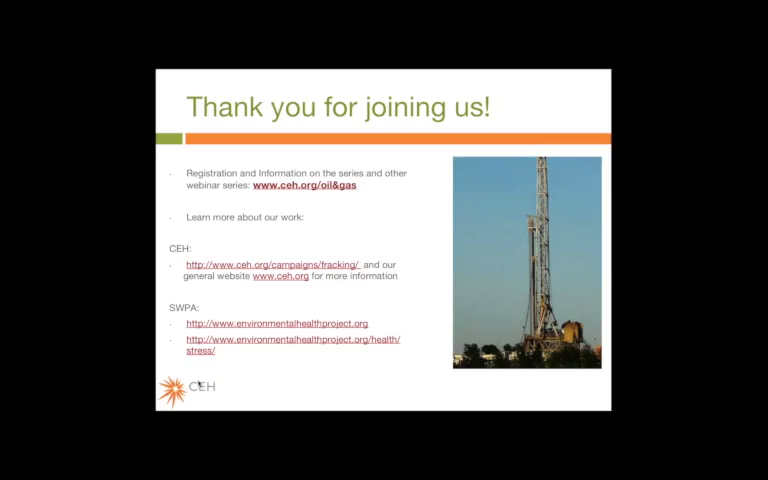 Thank you for joining us!
Registration and Information on the series and other
webinar series: www.ceh.org/oil&gas
Learn more about our work:
CEH:
http://www.ceh.org/campaigns/fracking/ and our
general website www.ceh.org for more information
SWPA:
http://www.environmentalhealthproject.org
http://www.environmentalhealthproject.org/health/
stress/
CEH